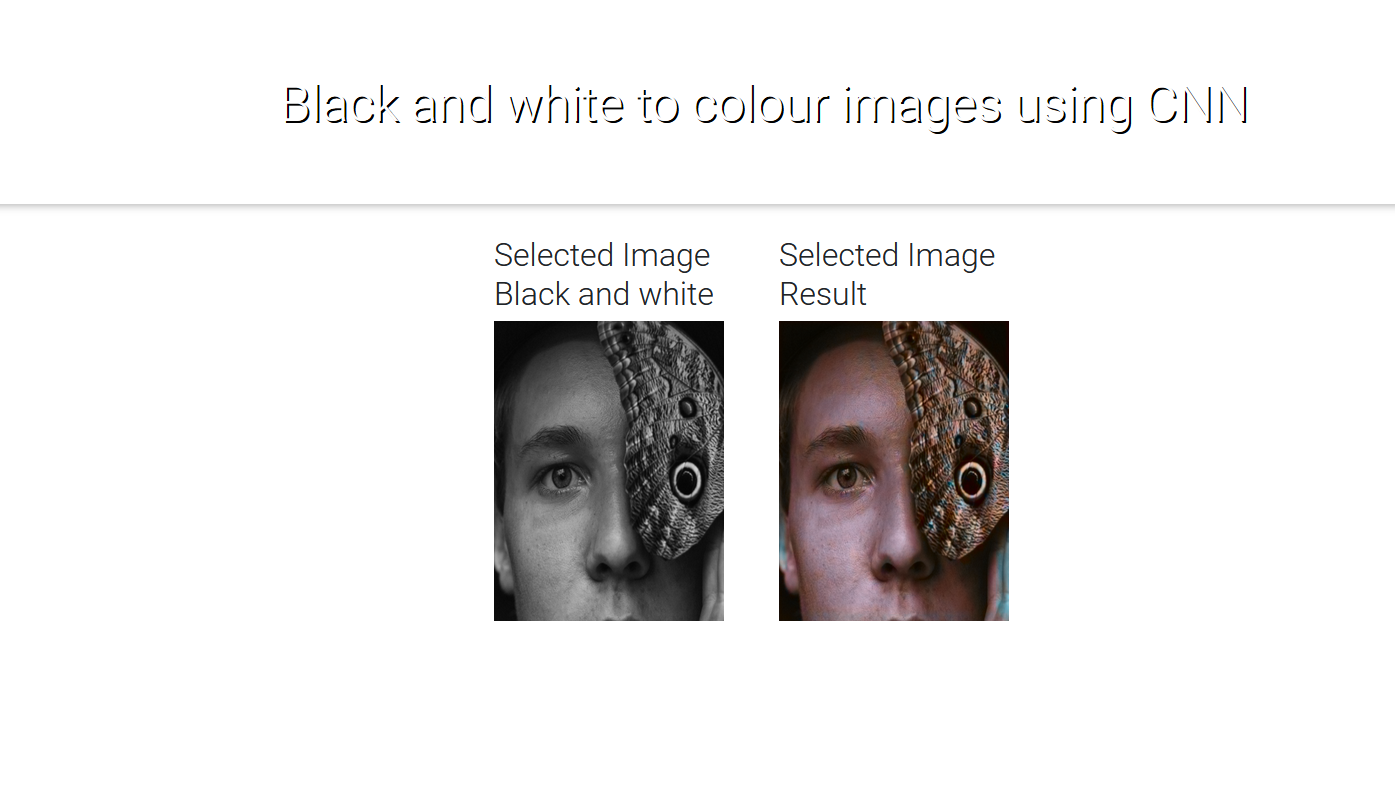 Black and white to colour images using CNN
Selected Image
Black and white
Selected Image
Result